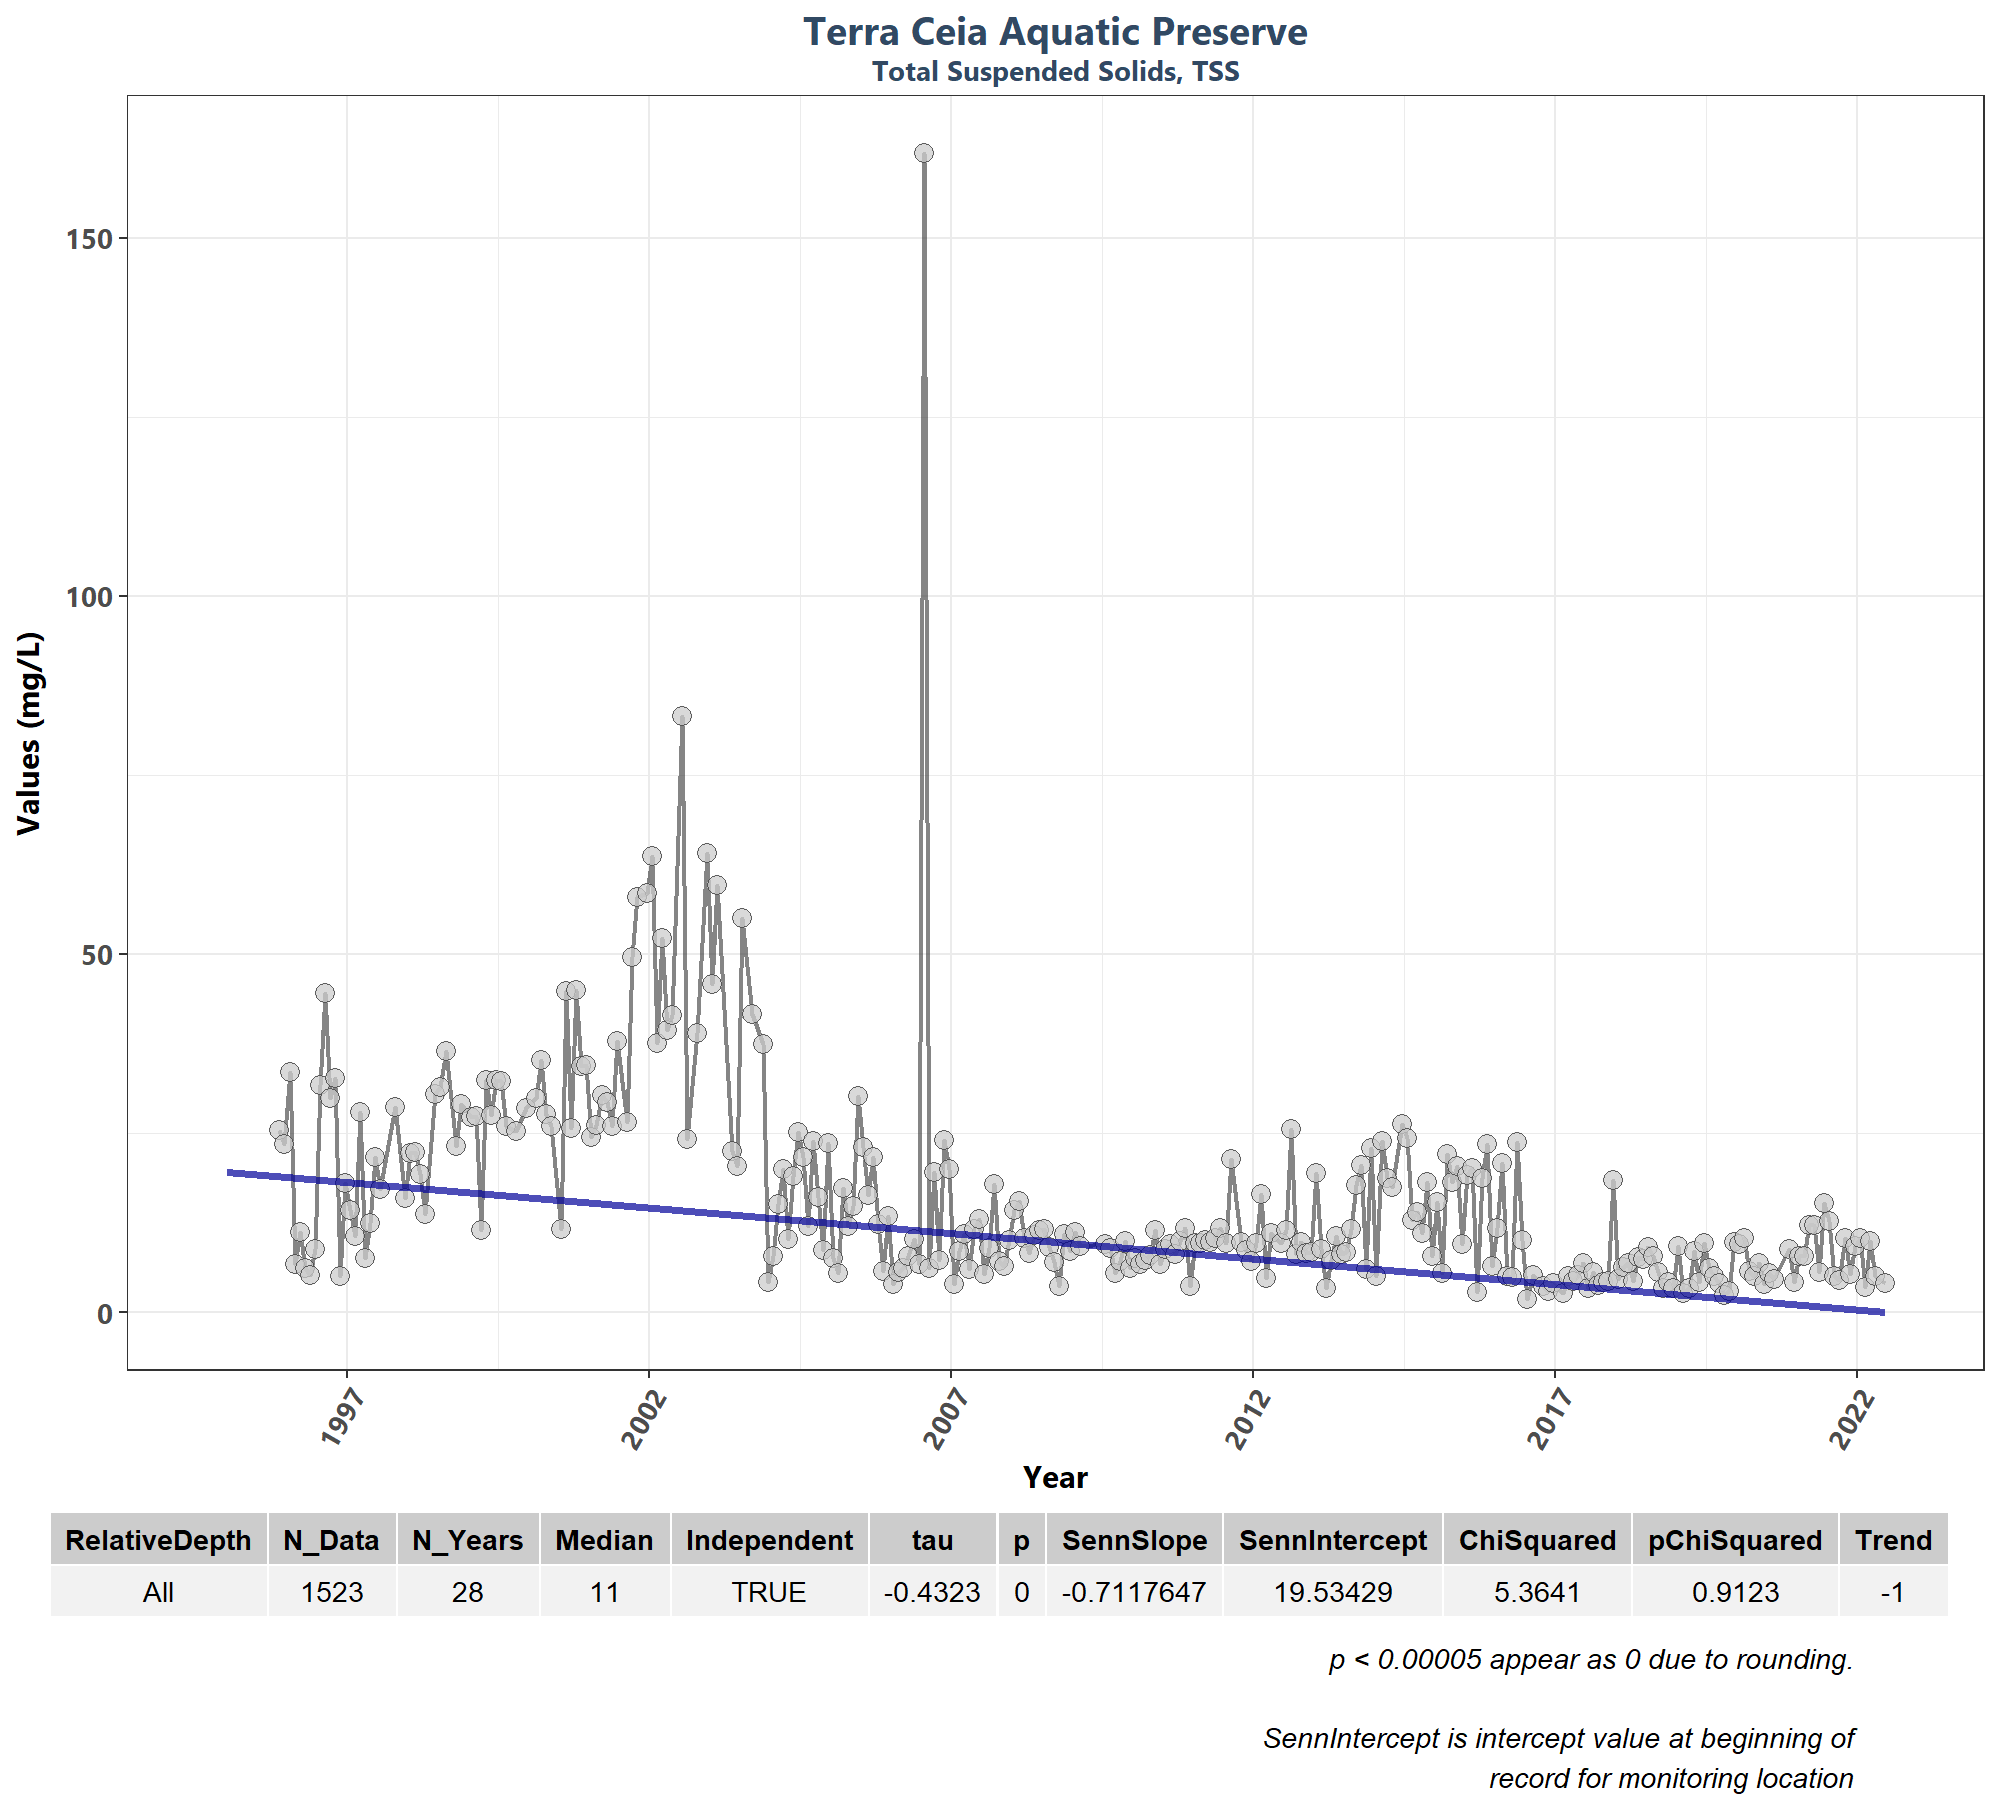 Terra Ceia Aquatic Preserve
Total Suspended Solids, TSS
Values (mg/L)
150
100
50
0
1997 2002 2007 2012 2017 2022
Year
RelativeDepth N_Data N_Years Median Independent tau p SennSlope SennIntercept ChiSquared pChiSquared Trend
All 1523 28 11 TRUE -0.4323 0 -0.7117647 19.53429 5.3641 0.9123 -1
p < 0.00005 appear as 0 due to rounding.
SennIntercept is intercept value at beginning of
record for monitoring location